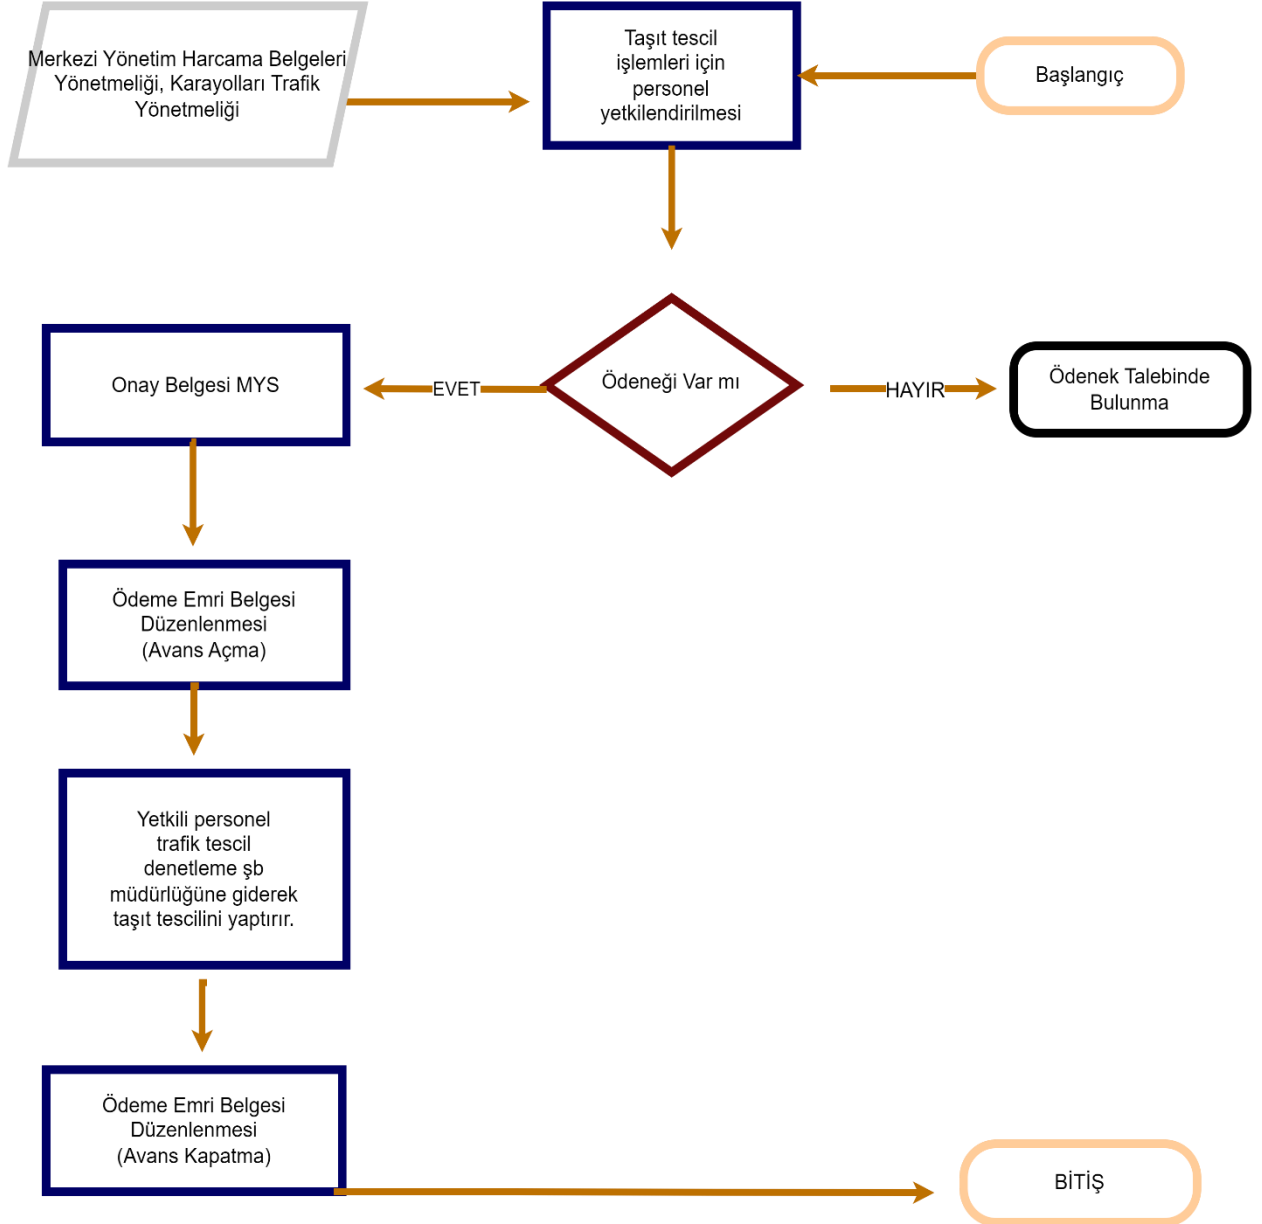 Merkezi Yönetim Harcama Belgeleri
Yönetmeliği, Karayolları Trafik
Yönetmeliği
Taşıt tescil
işlemleri için
personel
yetkilendirilmesi
Başlangıç
Ödeneği Var mı
EVET
HAYIR
Ödenek Talebinde
Bulunma
Onay Belgesi MYS
Ödeme Emri Belgesi
Düzenlenmesi
(Avans Açma)
Yetkili personel
trafik tescil
denetleme şb
müdürlüğüne giderek
taşıt tescilini yaptırır.
Ödeme Emri Belgesi
Düzenlenmesi
(Avans Kapatma)
BİTİŞ